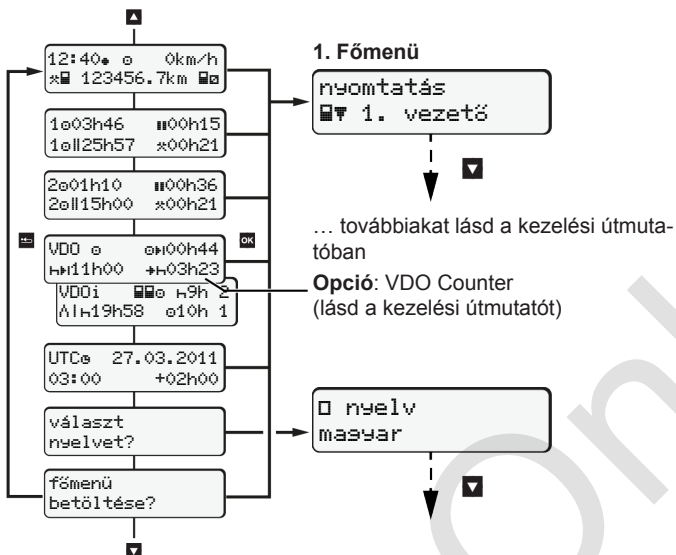 12:40 0km/h
123456.7km
1 03h46 00h15
1 25h57 00h21
2 01h10 00h36
2 15h00 00h21
VDO 00h44
11h00 03h23
VDOi 9h 2
19h58 10h 1
UTC 27.03.2011
03:00 +02h00
választ
nyelvet?
főmenü
betöltése?
OK
1. Főmenü
nyomtatás
1. vezető
… továbbiakat lásd a kezelési útmuta-
tóban
Opció: VDO Counter
(lásd a kezelési útmutatót)
nyelv
magyar